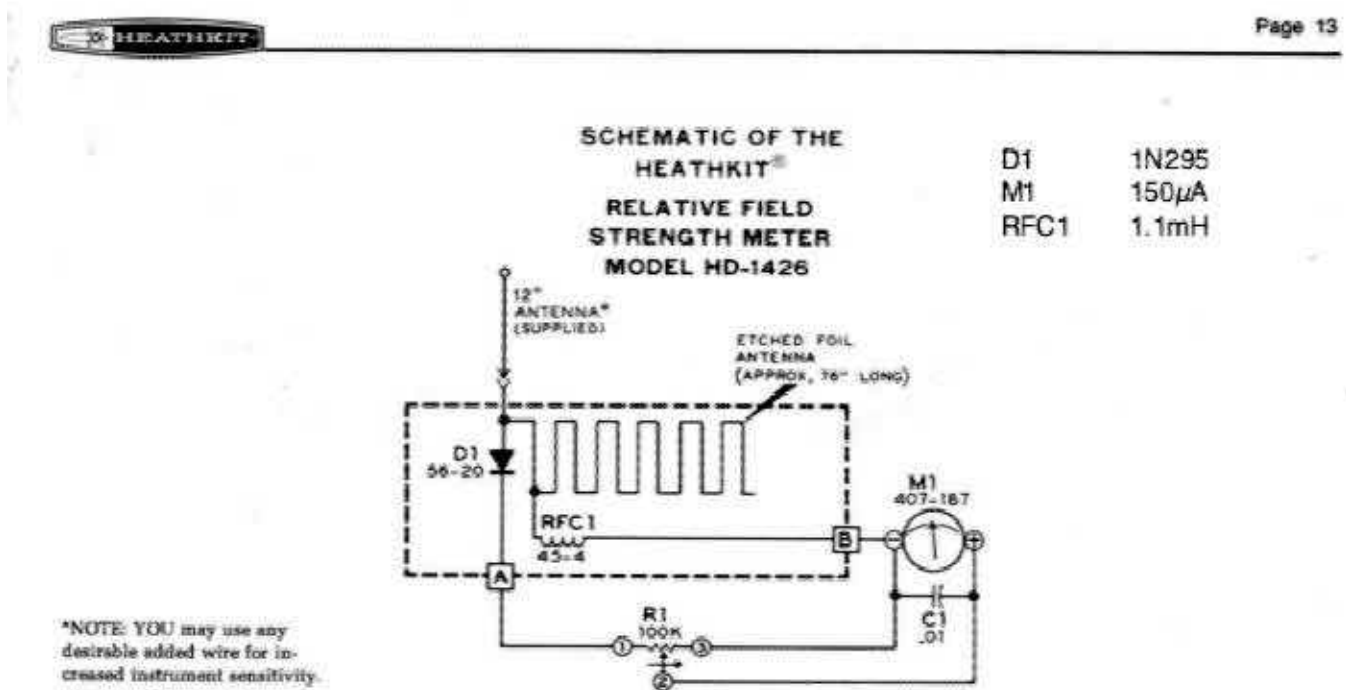 HEATHKIT
Page 13
SCHEMATIC OF THE
HEATHKIT®
RELATIVE FIELD
STRENGTH METER
MODEL HD-1426
D1 1N295
M1 150µA
RFC1 1.1mH
12"
ANTENNA*
(SUPPLIED)
ETCHED FOIL
ANTENNA
(APPROX, 76" LONG)
D1
56-20
RFC1
45-4
A
B
M1
407-187
- +
C1
.01
R1
100K
1 3
2
*NOTE: YOU may use any
desirable added wire for in-
creased instrument sensitivity.